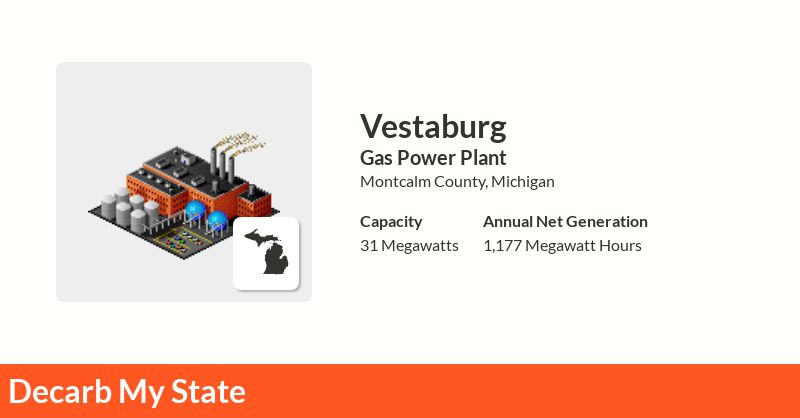 Vestaburg
Gas Power Plant
Montcalm County, Michigan
Capacity
31 Megawatts
Annual Net Generation
1,177 Megawatt Hours
Decarb My State